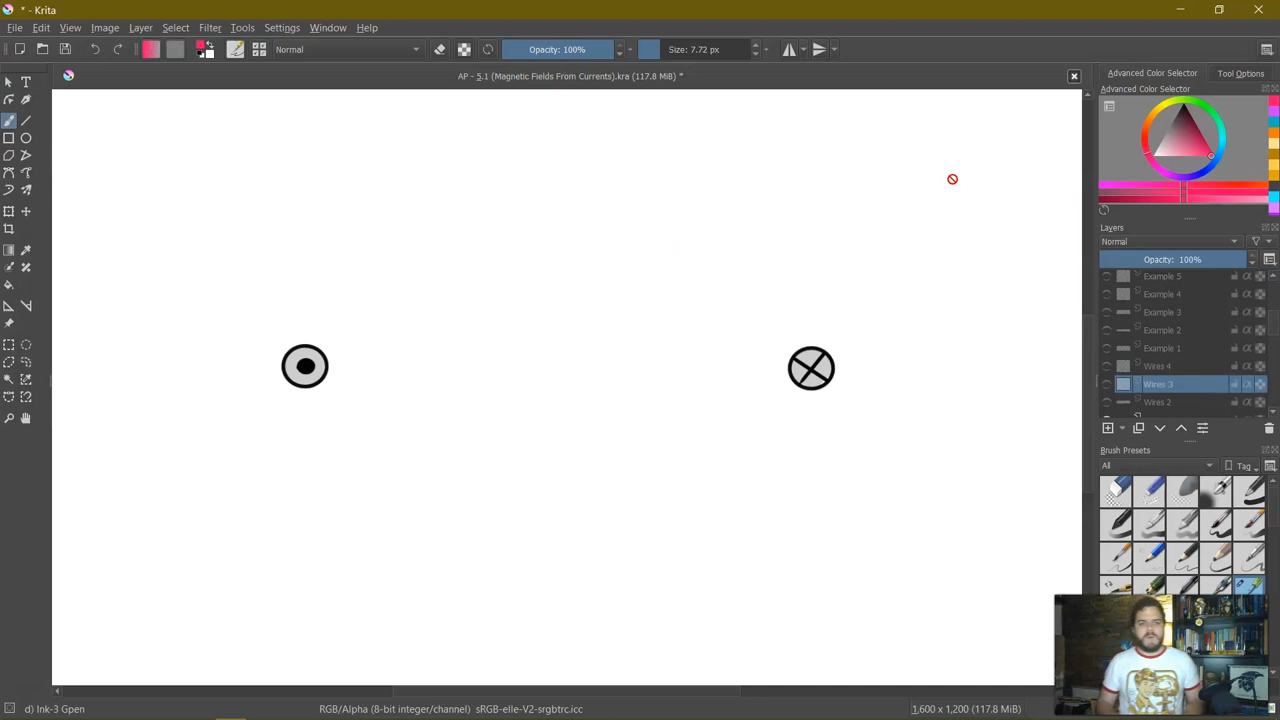 * - Krita
File Edit View Image Layer Select Filter Tools Settings Window Help
Normal Opacity: 100% Size: 7.72 px
AP - 5.1 (Magnetic Fields From Currents).kra (117.8 MiB) *
Advanced Color Selector Tool Options
Advanced Color Selector
Layers
Normal
Opacity: 100%
Example 5
Example 4
Example 3
Example 2
Example 1
Wires 4
Wires 3
Wires 2
Brush Presets
All Tag
d) Ink-3 Gpen RGB/Alpha (8-bit integer/channel) sRGB-elle-V2-srgbtrc.icc 1,600 x 1,200 (117.8 MiB)